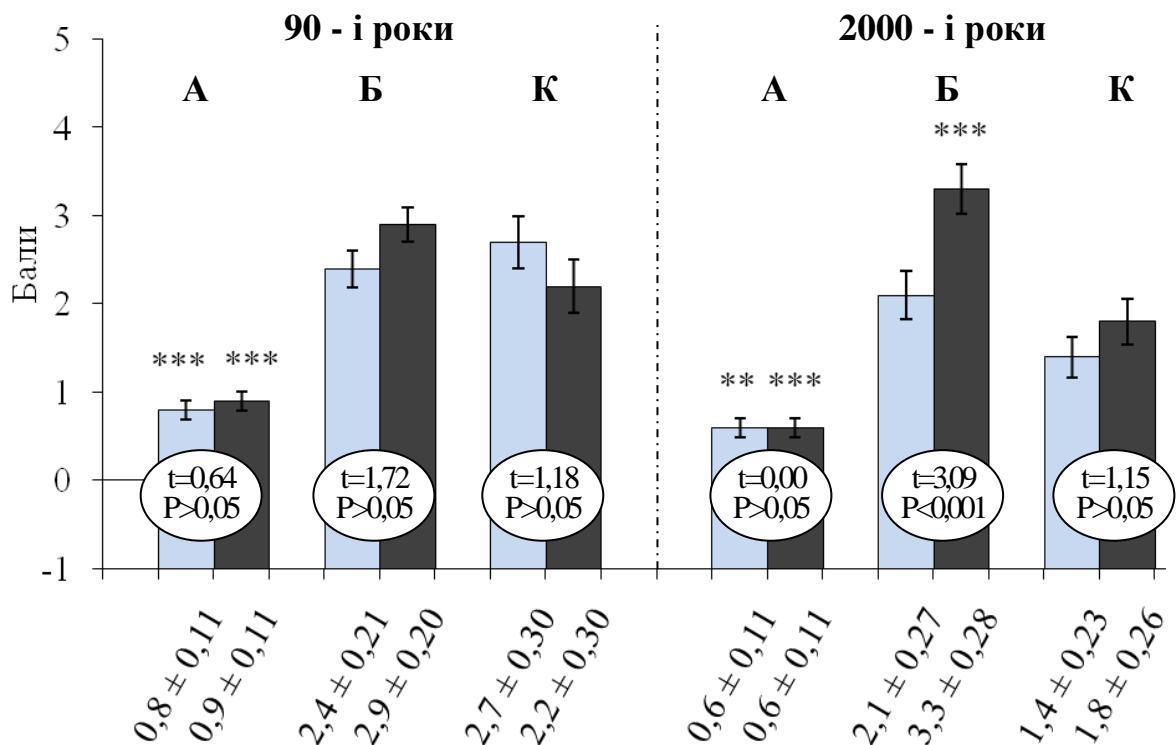 90 - і роки
2000 - і роки
А
Б
К
А
Б
К
Бали
5
4
3
2
1
0
-1
***
***
**
***
***
t=0,64
P>0,05
t=1,72
P>0,05
t=1,18
P>0,05
t=0,00
P>0,05
t=3,09
P<0,001
t=1,15
P>0,05
0,8 ± 0,11
0,9 ± 0,11
2,4 ± 0,21
2,9 ± 0,20
2,7 ± 0,30
2,2 ± 0,30
0,6 ± 0,11
0,6 ± 0,11
2,1 ± 0,27
3,3 ± 0,28
1,4 ± 0,23
1,8 ± 0,26